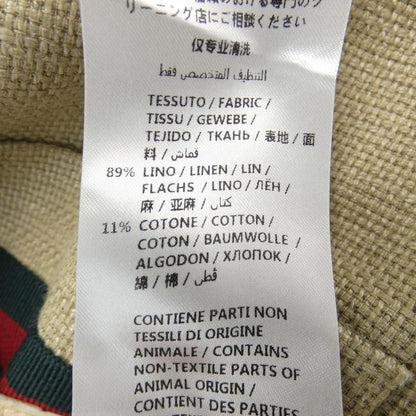 リーニング店にご相談ください
仅专业清洗
التنظيف المتخصص فقط
TESSUTO / FABRIC /
TISSU / GEWEBE /
TEJIDO / ТКАНЬ / 表地 / 面
料 / قماش /
89% LINO / LINEN / LIN /
FLACHS / LINO / ЛЁН /
麻 / 亚麻 / كتان /
11% COTONE / COTTON /
COTON / BAUMWOLLE /
ALGODON / ХЛОПОК /
綿 / 棉 / قطن /
CONTIENE PARTI NON
TESSILI DI ORIGINE
ANIMALE / CONTAINS
NON-TEXTILE PARTS OF
ANIMAL ORIGIN /
CONTIENT DES PARTIES